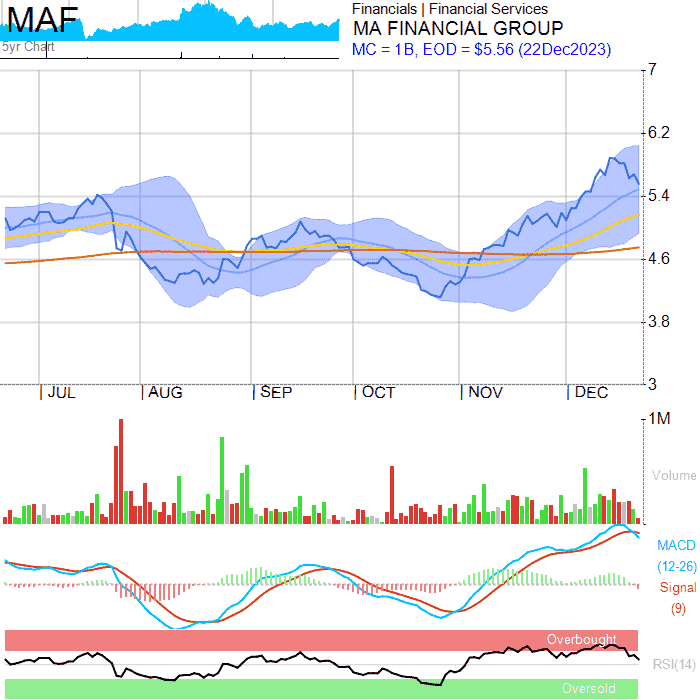 MAF
5yr Chart
Financials | Financial Services
MA FINANCIAL GROUP
MC = 1B, EOD = $5.56 (22Dec2023)
7
6.2
5.4
4.6
3.8
3
JUL
AUG
SEP
OCT
NOV
DEC
1M
Volume
MACD
(12-26)
Signal
(9)
Overbought
RSI(14)
Oversold